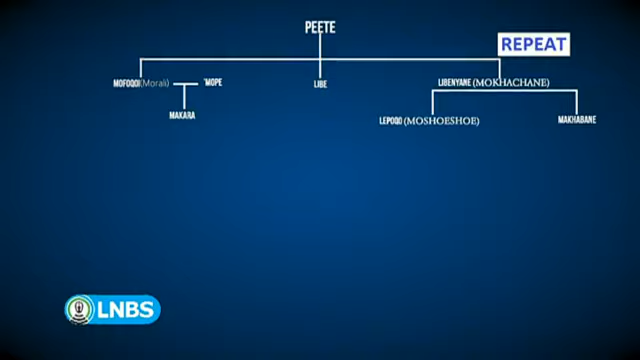 PEETE
REPEAT
MOFOQOI(Morali) 'MOPE LIBE LIBENYANE (MOKHACHANE)
MAKARA LEPOQO (MOSHOESHOE) MAKHABANE
LNBS